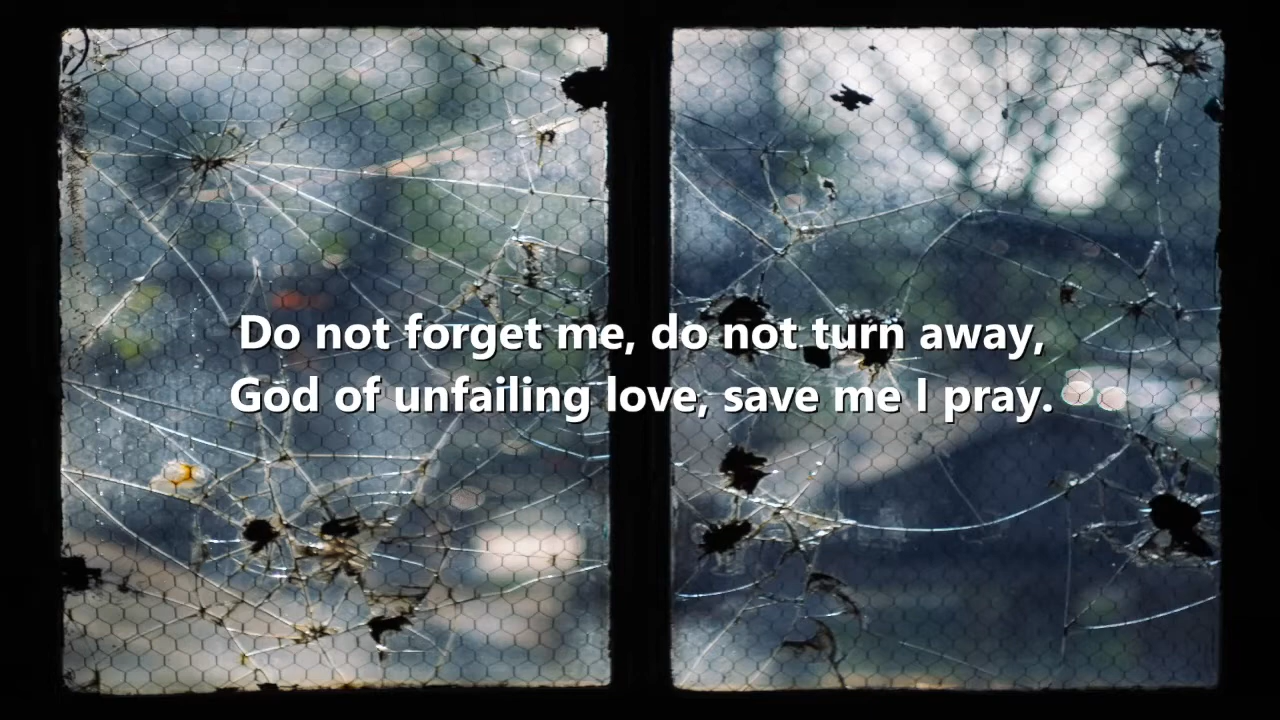 Do not forget me, do not turn away,
God of unfailing love, save me I pray.